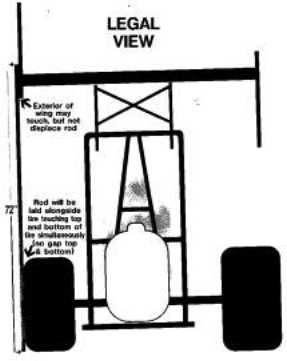 LEGAL
VIEW
Exterior of
wing may
touch, but not
displace rod
72"
Rod will be
laid alongside
tire touching top
and bottom of
tire simultaneously
(no gap top
& bottom)